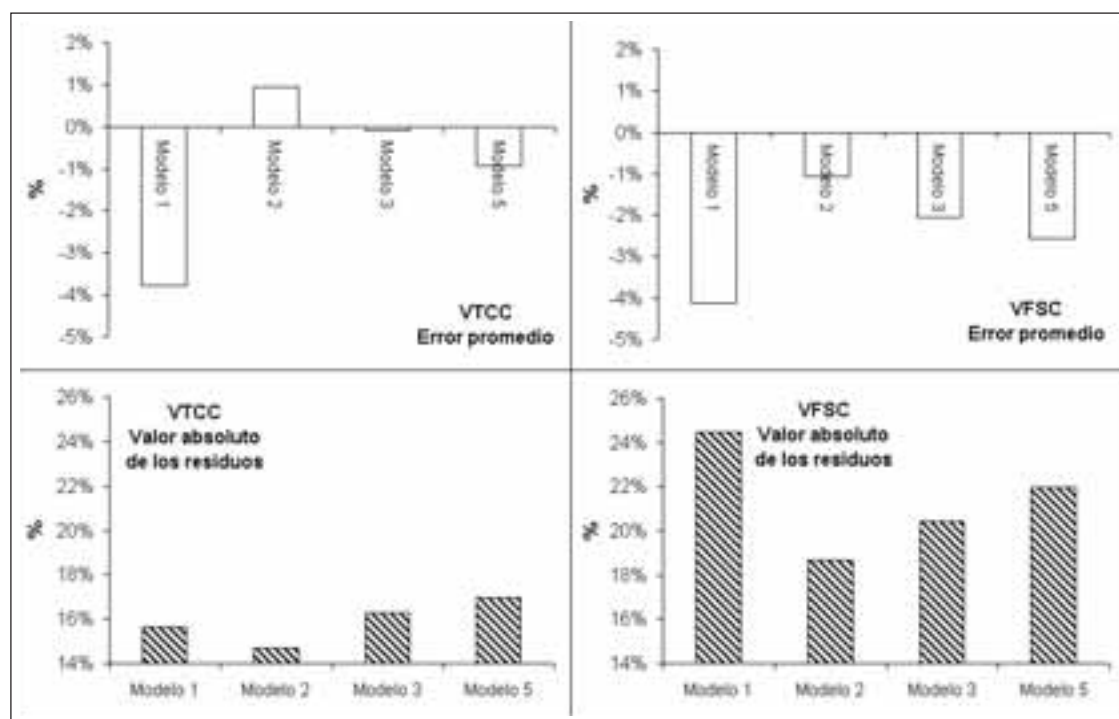 2%
1%
0%
-1%
-2%
-3%
-4%
-5%
%
Modelo 1
Modelo 2
Modelo 3
Modelo 5
VTCC
Error promedio
2%
1%
0%
-1%
-2%
-3%
-4%
-5%
%
Modelo 1
Modelo 2
Modelo 3
Modelo 5
VFSC
Error promedio
26%
24%
22%
20%
18%
16%
14%
%
VTCC
Valor absoluto
de los residuos
Modelo 1 Modelo 2 Modelo 3 Modelo 5
26%
24%
22%
20%
18%
16%
14%
%
VFSC
Valor absoluto
de los residuos
Modelo 1 Modelo 2 Modelo 3 Modelo 5